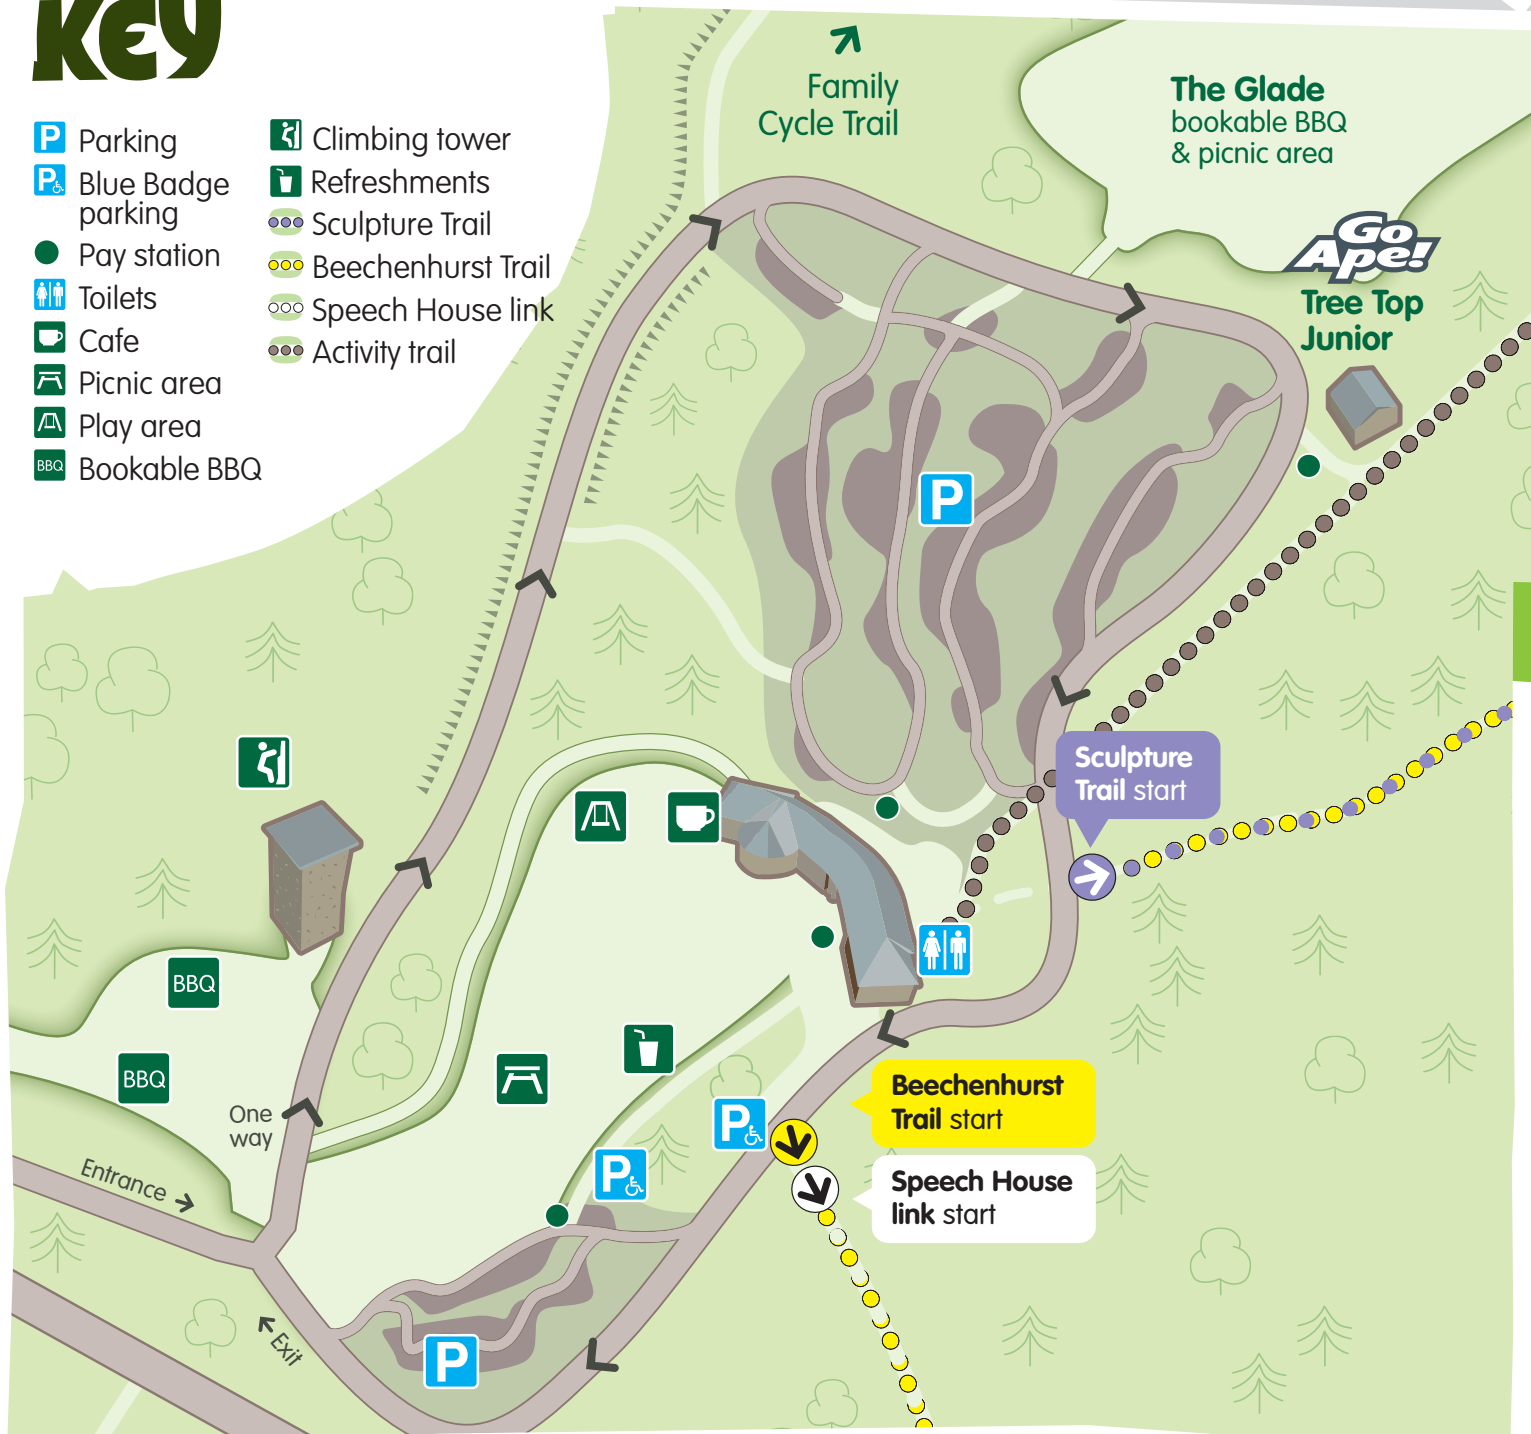 KEY
P Parking
P Blue Badge
parking
Pay station
Toilets
Cafe
Picnic area
Play area
BBQ Bookable BBQ
Climbing tower
Refreshments
Sculpture Trail
Beechenhurst Trail
Speech House link
Activity trail
Family
Cycle Trail
The Glade
bookable BBQ
& picnic area
Go
Ape!
Tree Top
Junior
P
Sculpture
Trail start
BBQ
BBQ
One
way
Entrance
Exit
P
P
P
Beechenhurst
Trail start
Speech House
link start